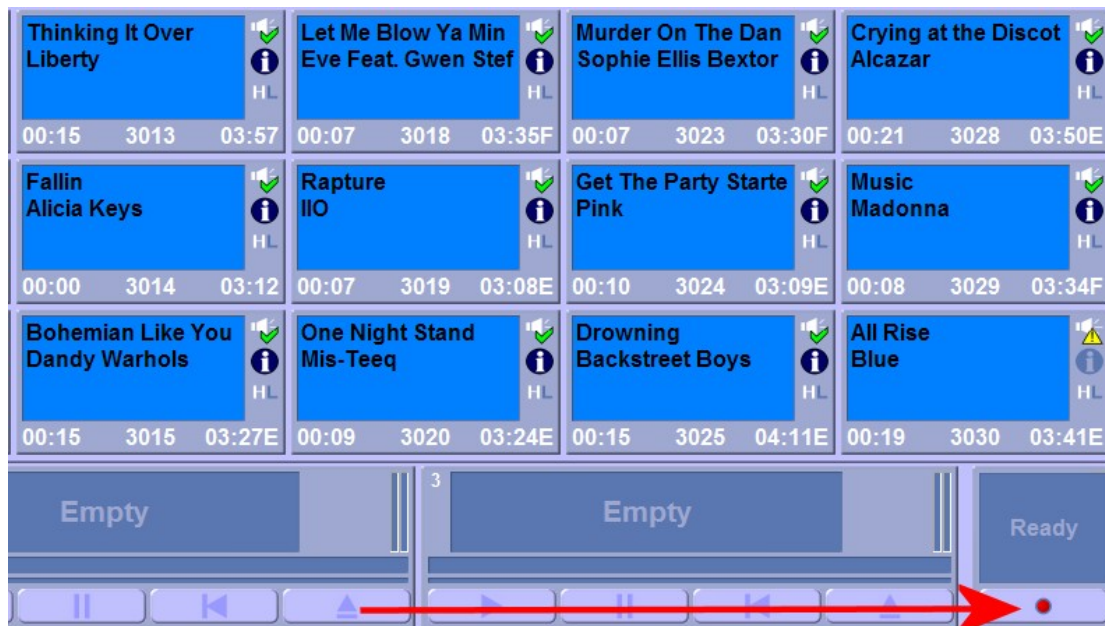 Thinking It Over
Liberty
HL
00:15 3013 03:57
Let Me Blow Ya Min
Eve Feat. Gwen Stef
HL
00:07 3018 03:35F
Murder On The Dan
Sophie Ellis Bextor
HL
00:07 3023 03:30F
Crying at the Discot
Alcazar
HL
00:21 3028 03:50E
Fallin
Alicia Keys
HL
00:00 3014 03:12
Rapture
IIO
HL
00:07 3019 03:08E
Get The Party Starte
Pink
HL
00:10 3024 03:09E
Music
Madonna
HL
00:08 3029 03:34F
Bohemian Like You
Dandy Warhols
HL
00:15 3015 03:27E
One Night Stand
Mis-Teeq
HL
00:09 3020 03:24E
Drowning
Backstreet Boys
HL
00:15 3025 04:11E
All Rise
Blue
HL
00:19 3030 03:41E
Empty
3
Empty
Ready